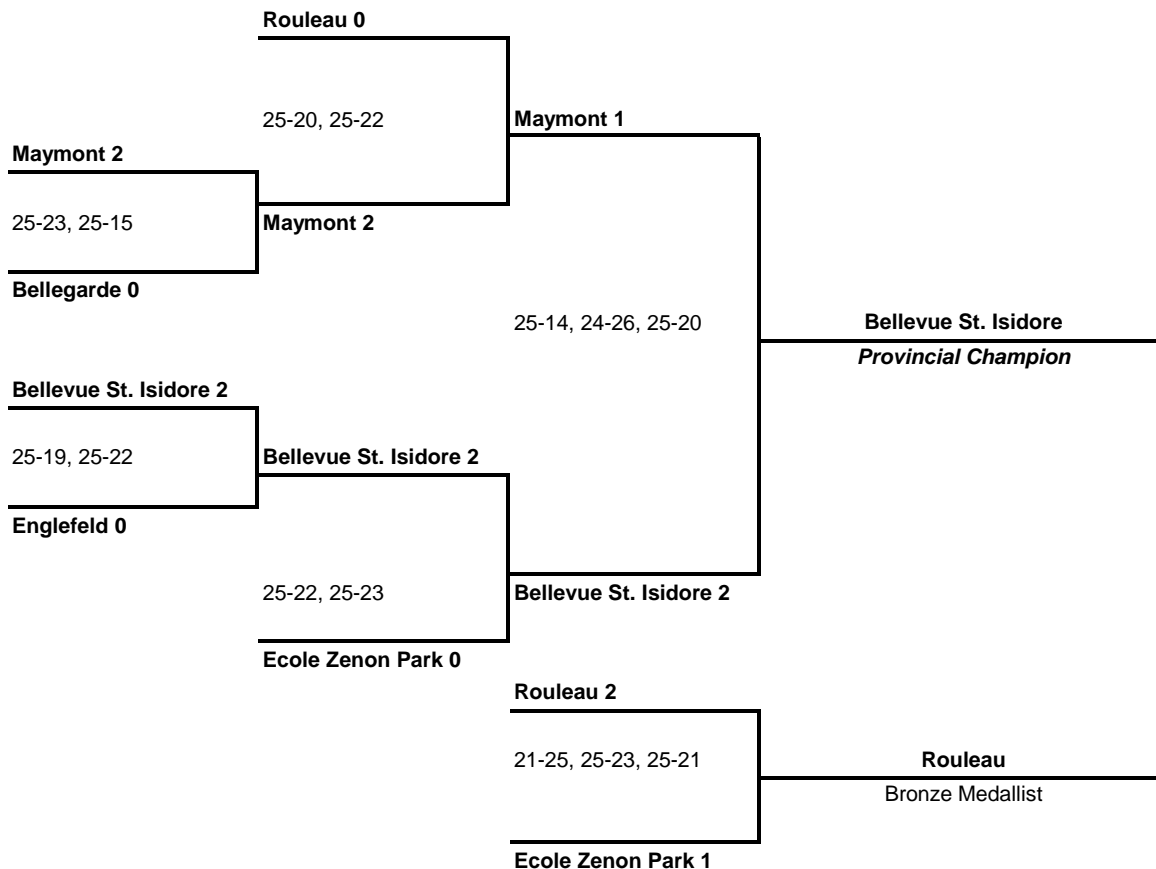 Rouleau 0
25-20, 25-22
Maymont 1
Maymont 2
25-23, 25-15
Maymont 2
Bellegarde 0
25-14, 24-26, 25-20
Bellevue St. Isidore
Provincial Champion
Bellevue St. Isidore 2
25-19, 25-22
Bellevue St. Isidore 2
Englefeld 0
25-22, 25-23
Bellevue St. Isidore 2
Ecole Zenon Park 0
Rouleau 2
21-25, 25-23, 25-21
Rouleau
Bronze Medallist
Ecole Zenon Park 1